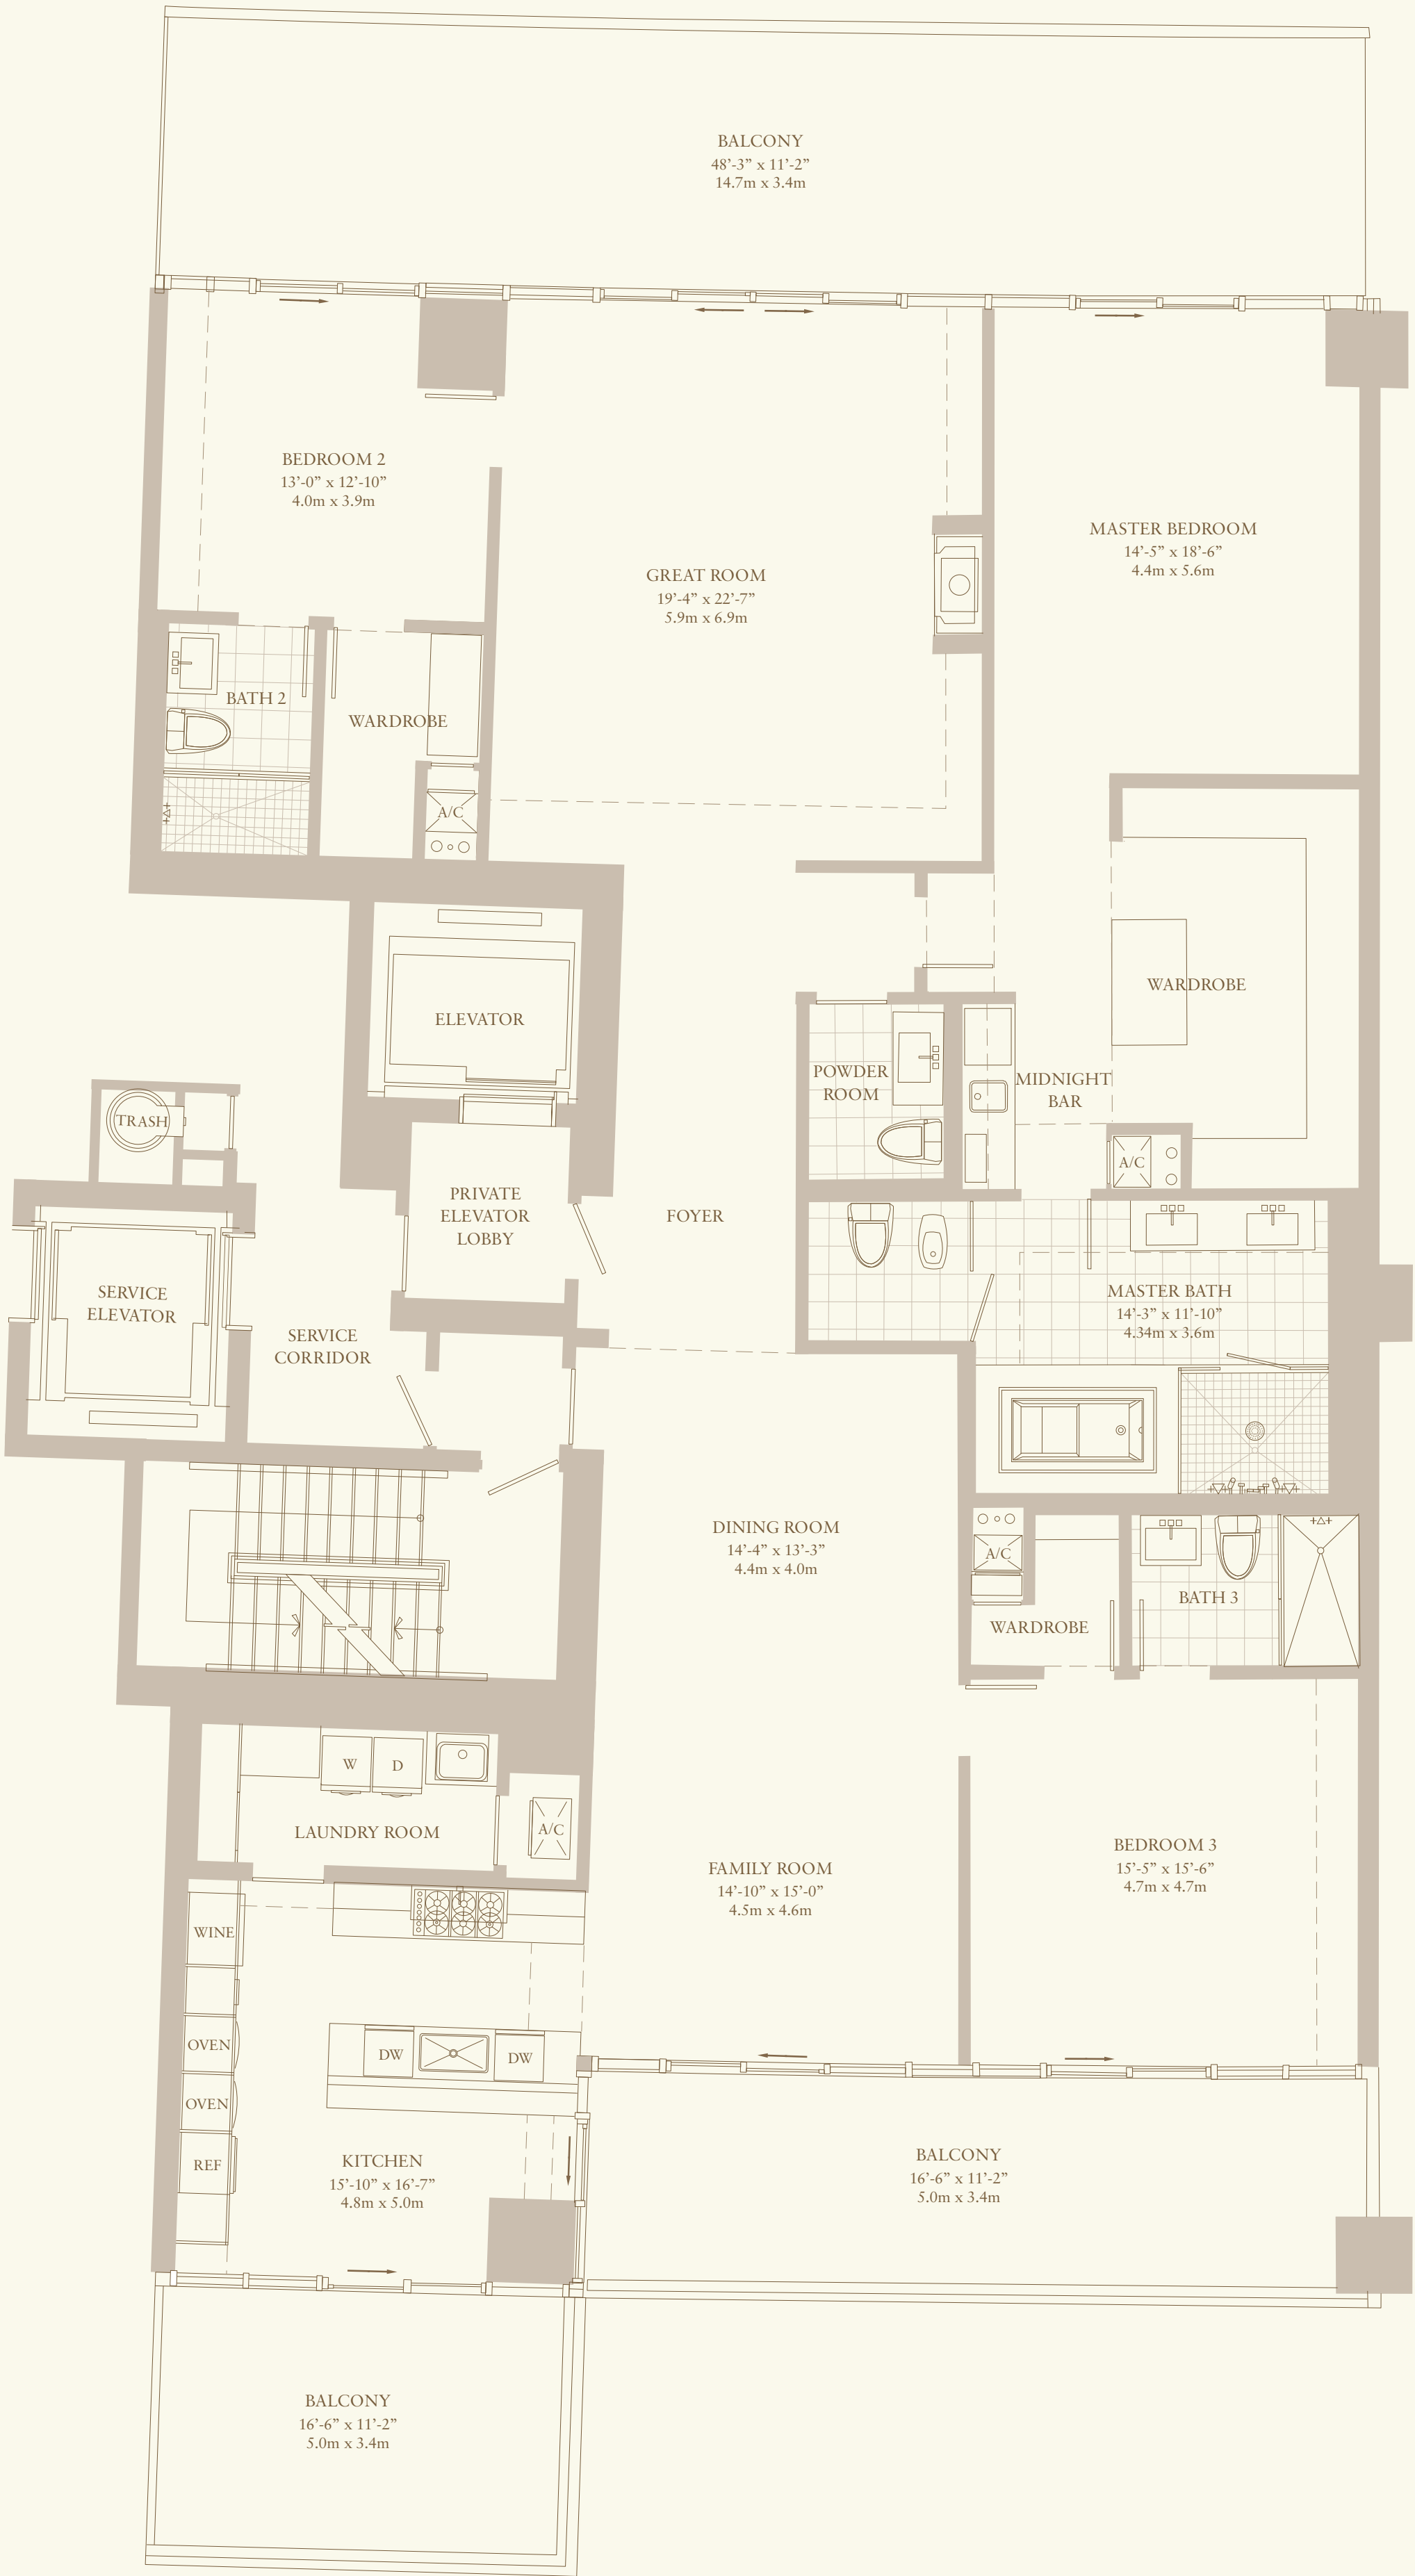 BALCONY
48’-3” x 11’-2”
14.7m x 3.4m
BEDROOM 2
13’-0” x 12’-10”
4.0m x 3.9m
MASTER BEDROOM
14’-5” x 18’-6”
4.4m x 5.6m
GREAT ROOM
19’-4” x 22’-7”
5.9m x 6.9m
BATH 2
WARDROBE
A/C
WARDROBE
ELEVATOR
POWDER
ROOM
MIDNIGHT
BAR
TRASH
A/C
PRIVATE
ELEVATOR
LOBBY
FOYER
SERVICE
ELEVATOR
MASTER BATH
14’-3” x 11’-10”
4.34m x 3.6m
SERVICE
CORRIDOR
DINING ROOM
14’-4” x 13’-3”
4.4m x 4.0m
A/C
BATH 3
WARDROBE
W
D
LAUNDRY ROOM
A/C
BEDROOM 3
15’-5” x 15’-6”
4.7m x 4.7m
FAMILY ROOM
14’-10” x 15’-0”
4.5m x 4.6m
WINE
OVEN
DW
DW
OVEN
REF
KITCHEN
15’-10” x 16’-7”
4.8m x 5.0m
BALCONY
16’-6” x 11’-2”
5.0m x 3.4m
BALCONY
16’-6” x 11’-2”
5.0m x 3.4m